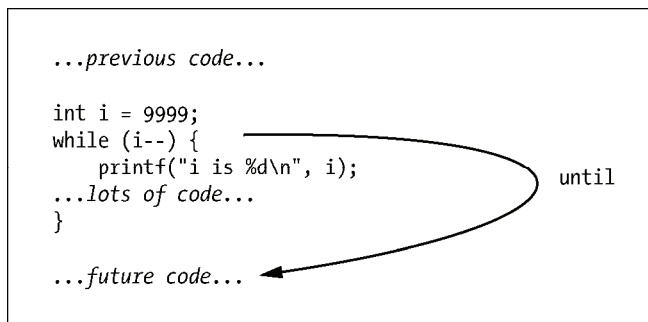 ...previous code...
int i = 9999;
while (i--) {
printf("i is %d\n", i);
...lots of code...
}
until
...future code...